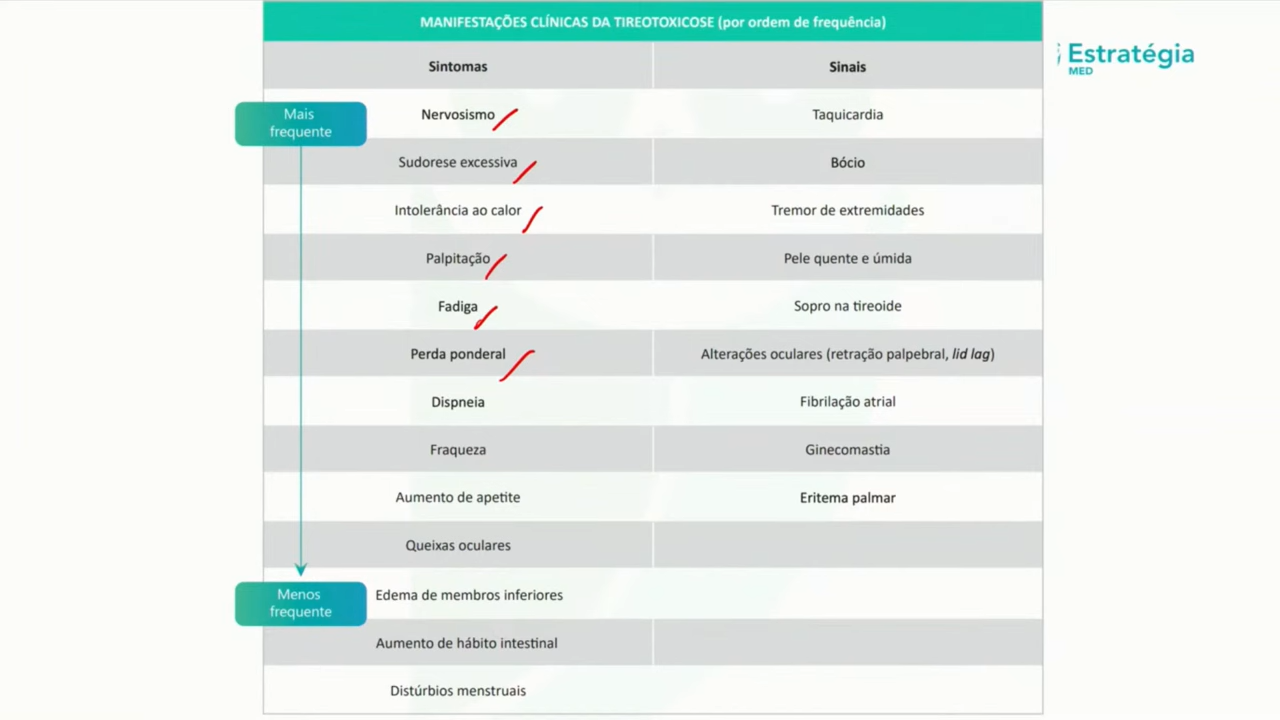 MANIFESTAÇÕES CLÍNICAS DA TIREOTOXICOSE (por ordem de frequência)
Estratégia
MED
Sintomas Sinais
Mais
frequente
Nervosismo Taquicardia
Sudorese excessiva Bócio
Intolerância ao calor Tremor de extremidades
Palpitação Pele quente e úmida
Fadiga Sopro na tireoide
Perda ponderal Alterações oculares (retração palpebral, lid lag)
Dispneia Fibrilação atrial
Fraqueza Ginecomastia
Aumento de apetite Eritema palmar
Queixas oculares
Menos
frequente
Edema de membros inferiores
Aumento de hábito intestinal
Distúrbios menstruais